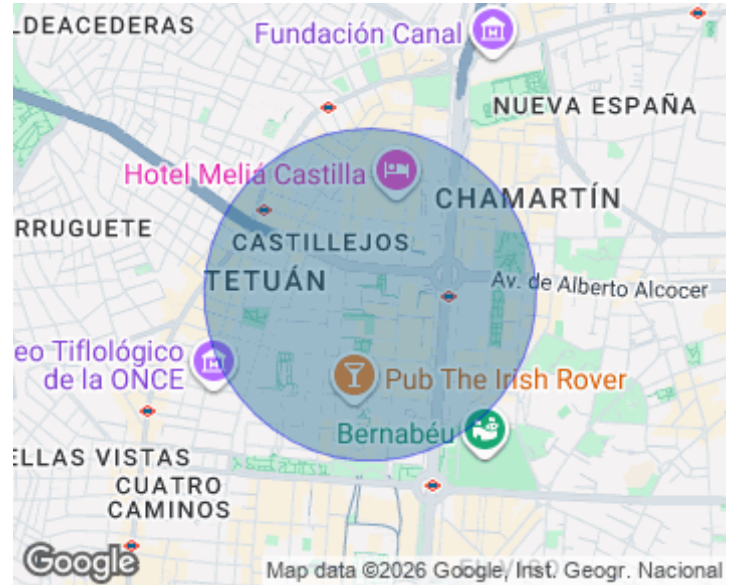 LDEACEDERAS
Fundación Canal
NUEVA ESPAÑA
Hotel Meliá Castilla
CHAMARTÍN
RRUGUETE
CASTILLEJOS
TETUÁN
Av. de Alberto Alcocer
eo Tiflológico
de la ONCE
Pub The Irish Rover
Bernabéu
ELLAS VISTAS
CUATRO
CAMINOS
Google
Map data ©2026 Google, Inst. Geogr. Nacional